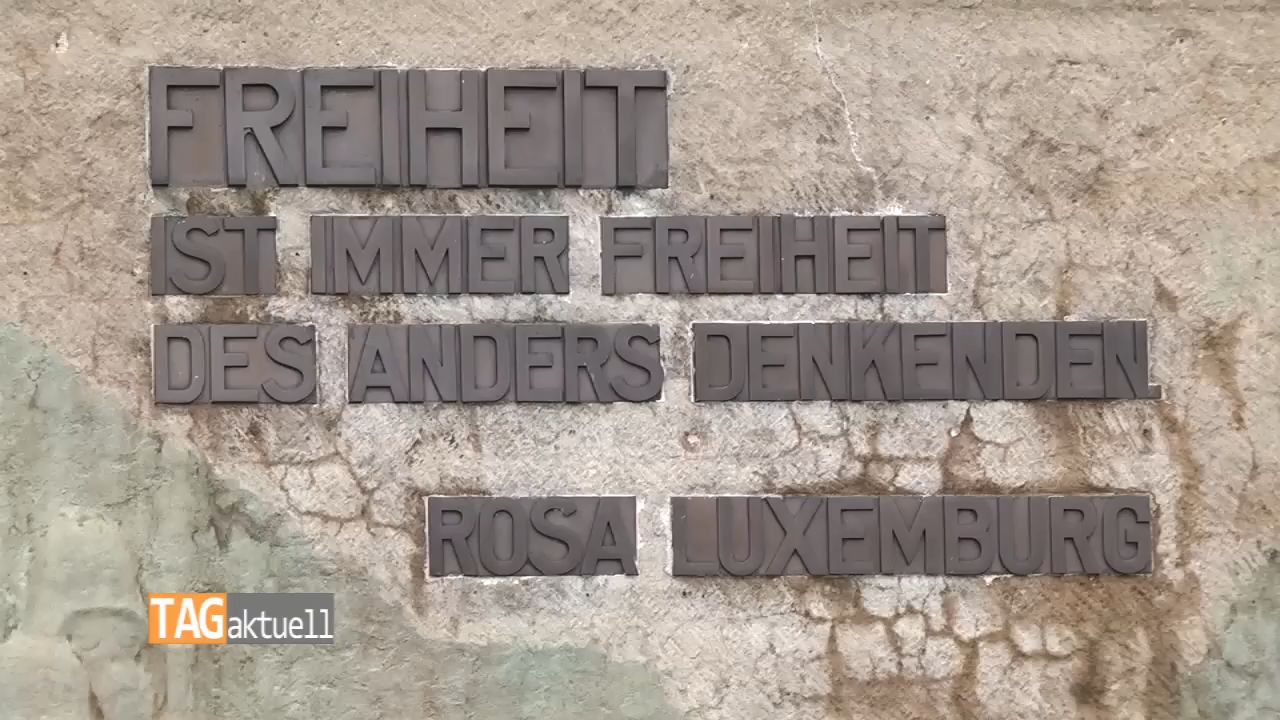 FREIHEIT
IST IMMER FREIHEIT
DES ANDERS DENKENDEN.
ROSA LUXEMBURG
TAGaktuell